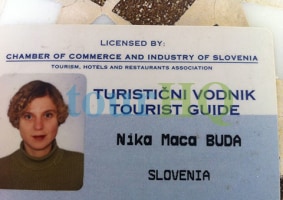 LICENSED BY:
CHAMBER OF COMMERCE AND INDUSTRY OF SLOVENIA
TOURISM, HOTELS AND RESTAURANTS ASSOCIATION
TURISTIČNI VODNIK
TOURIST GUIDE
tourHQ
Nika Maca BUDA
SLOVENIA